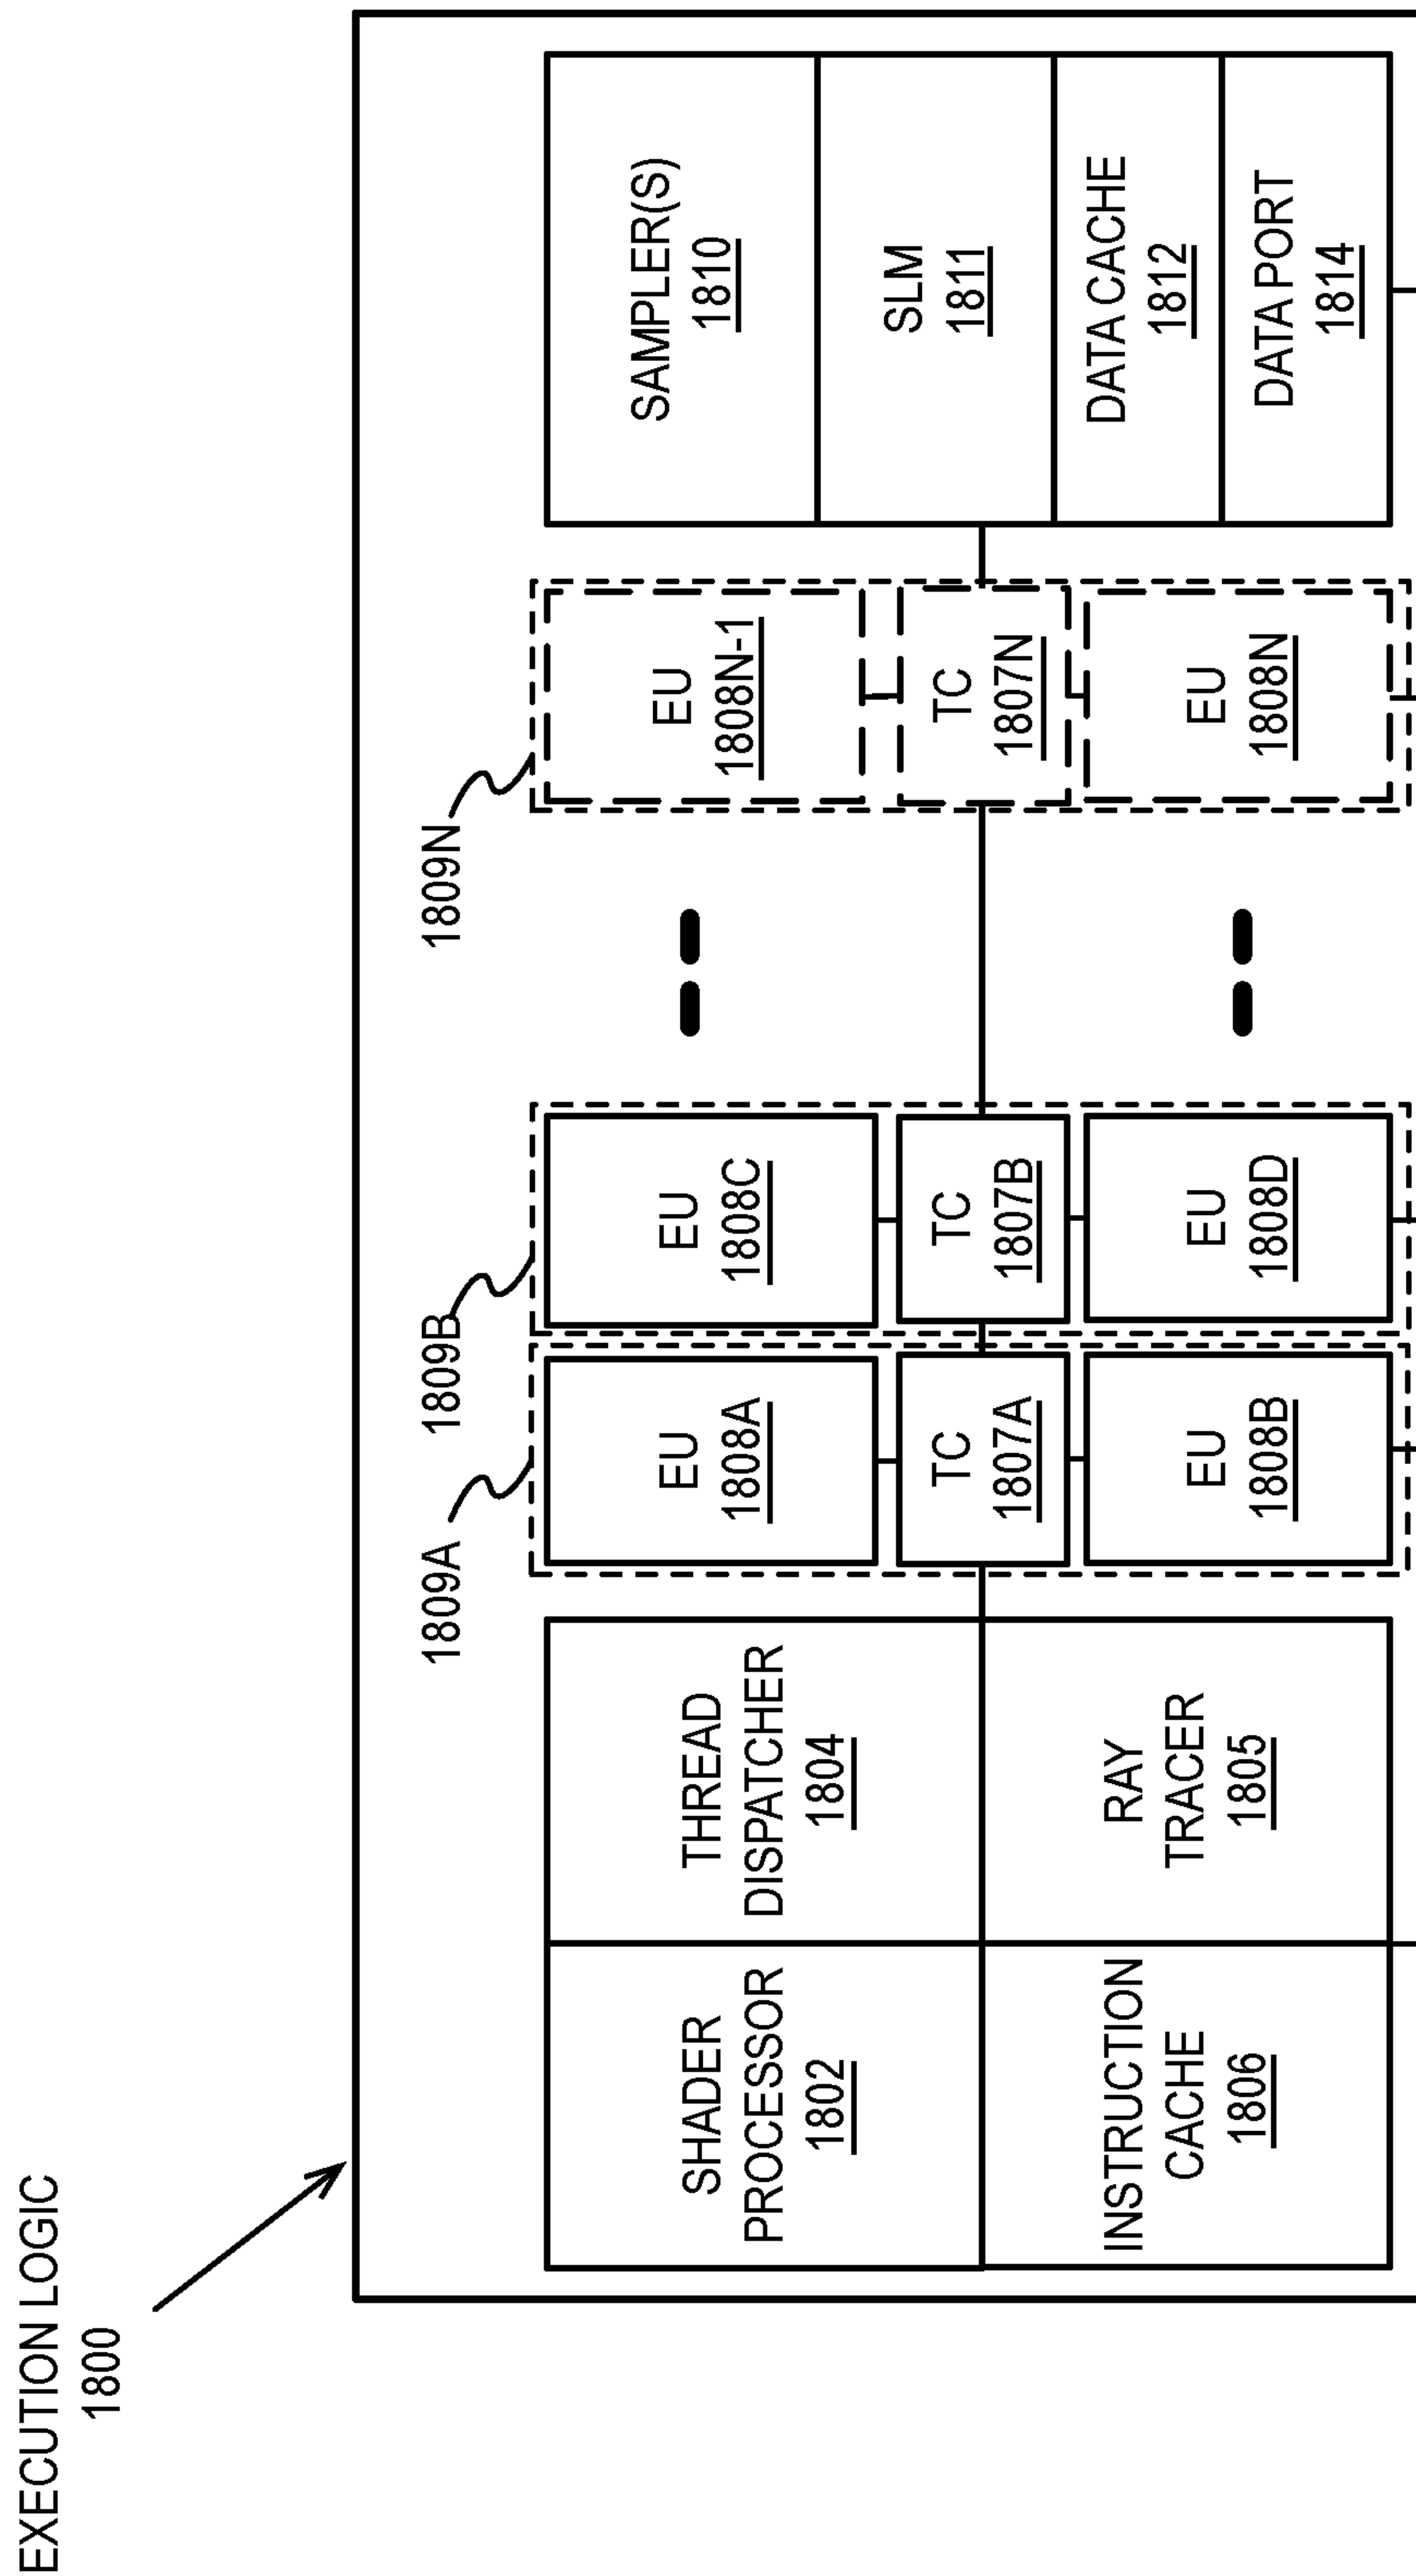 EXECUTION LOGIC
1800
1809A
1809B
1809N
SHADER
PROCESSOR
1802
THREAD
DISPATCHER
1804
INSTRUCTION
CACHE
1806
RAY
TRACER
1805
EU
1808A
TC
1807A
EU
1808B
EU
1808C
TC
1807B
EU
1808D
EU
1808N-1
TC
1807N
EU
1808N
SAMPLER(S)
1810
SLM
1811
DATA CACHE
1812
DATA PORT
1814